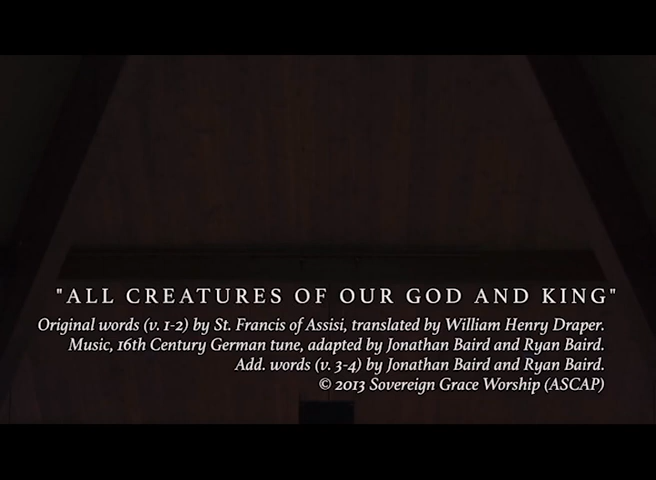 "ALL CREATURES OF OUR GOD AND KING"
Original words (v. 1-2) by St. Francis of Assisi, translated by William Henry Draper.
Music, 16th Century German tune, adapted by Jonathan Baird and Ryan Baird.
Add. words (v. 3-4) by Jonathan Baird and Ryan Baird.
© 2013 Sovereign Grace Worship (ASCAP)